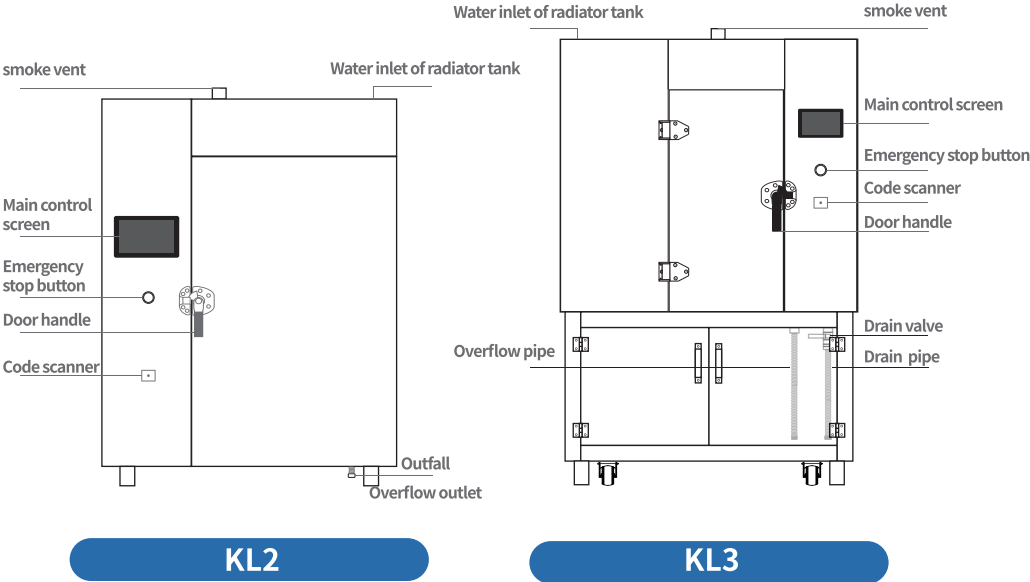 smoke vent
Water inlet of radiator tank
Main control
screen
Emergency
stop button
Door handle
Code scanner
Outfall
Overflow outlet
KL2
Water inlet of radiator tank
smoke vent
Main control screen
Emergency stop button
Code scanner
Door handle
Drain valve
Overflow pipe
Drain pipe
KL3